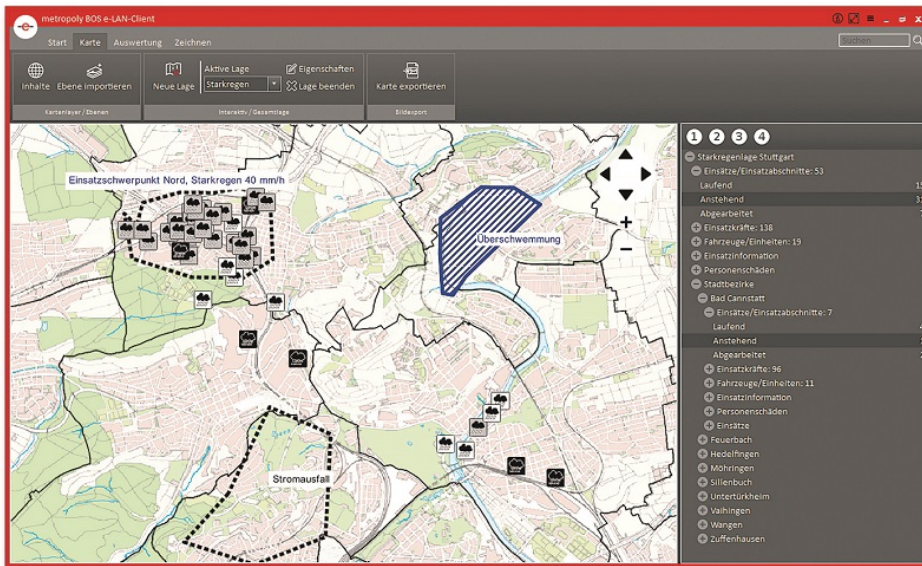 metropoly BOS e-LAN-Client
Start Karte Auswertung Zeichnen
Suchen
Inhalte
Ebene importieren
Kartenlayer / Ebenen
Neue Lage
Aktive Lage
Starkregen
Eigenschaften
Lage beenden
Interaktiv / Gesamtlage
Karte exportieren
Bildexport
Einsatzschwerpunkt Nord, Starkregen 40 mm/h
Überschwemmung
Stromausfall
1 2 3 4
Starkregenlage Stuttgart
Einsätze/Einsatzabschnitte: 53
Laufend
Anstehend
Abgearbeitet
Einsatzkräfte: 138
Fahrzeuge/Einheiten: 19
Einsatzinformation
Personenschäden
Stadtbezirke
Bad Cannstatt
Einsätze/Einsatzabschnitte: 7
Laufend
Anstehend
Abgearbeitet
Einsatzkräfte: 96
Fahrzeuge/Einheiten: 11
Einsatzinformation
Personenschäden
Einsätze
Feuerbach
Hedelfingen
Möhringen
Sillenbuch
Untertürkheim
Vaihingen
Wangen
Zuffenhausen